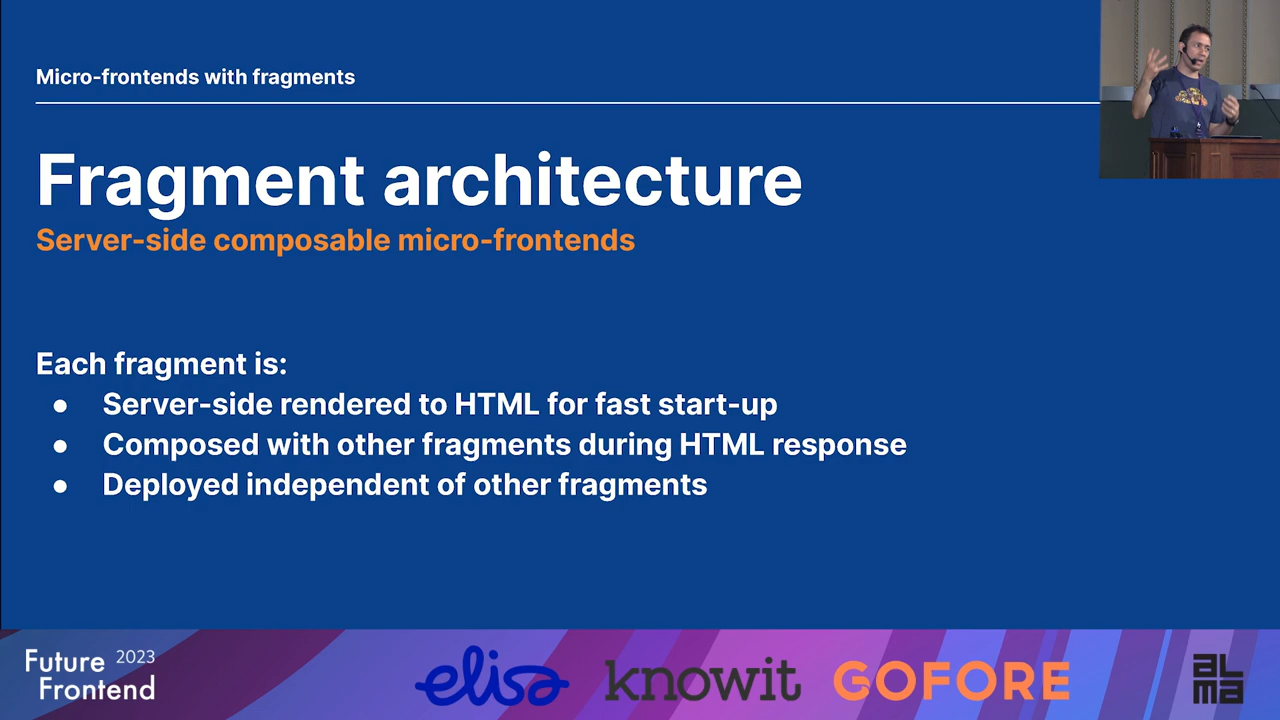 Micro-frontends with fragments
Fragment architecture
Server-side composable micro-frontends
Each fragment is:
● Server-side rendered to HTML for fast start-up
● Composed with other fragments during HTML response
● Deployed independent of other fragments
Future 2023
Frontend
elisa
knowit
GOFORE
aLma